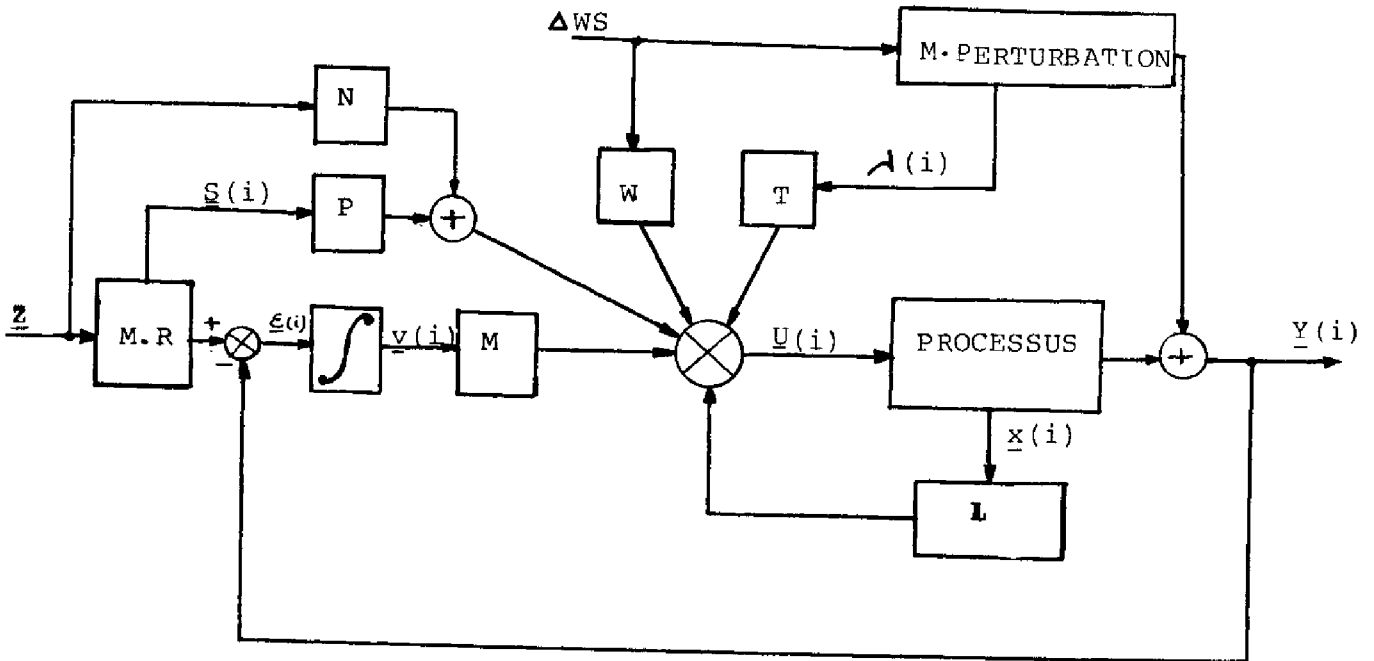 ΔWS
M.PERTURBATION
N
W
T
λ(i)
S(i)
P
+
Z
M.R
+
-
ε(i)
∫
v(i)
M
U(i)
PROCESSUS
+
Y(i)
x(i)
L